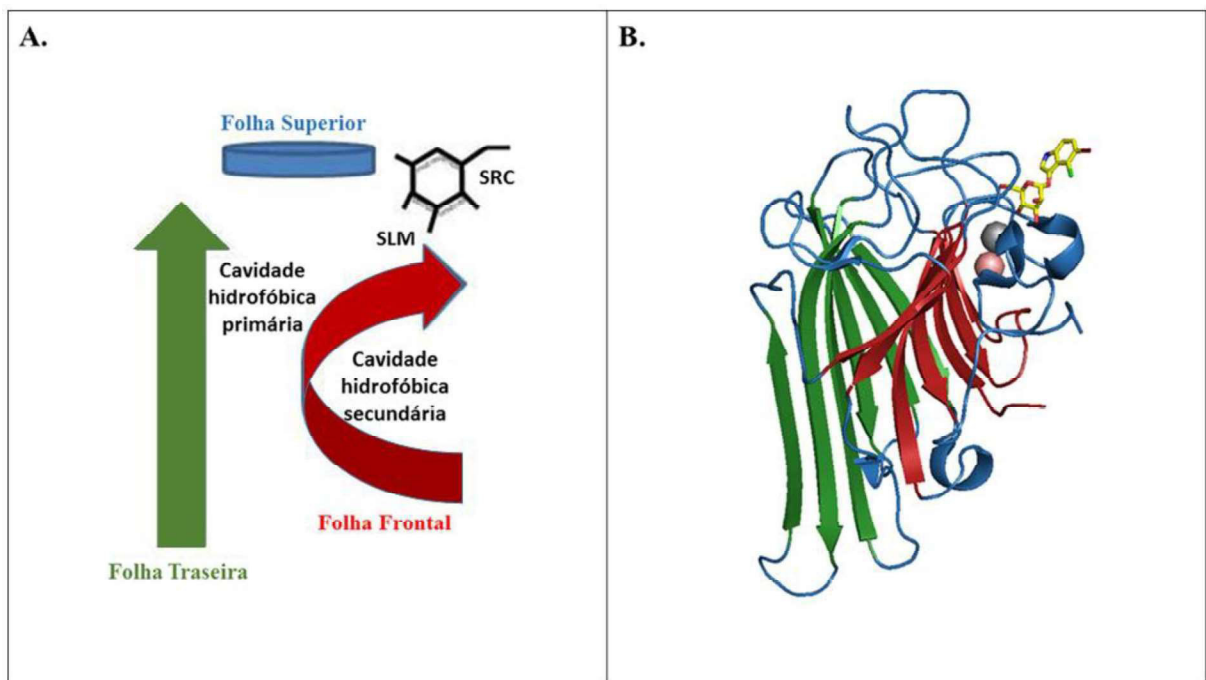 A.
Folha Superior
SRC
SLM
Cavidade
hidrofóbica
primária
Cavidade
hidrofóbica
secundária
Folha Frontal
Folha Traseira
B.